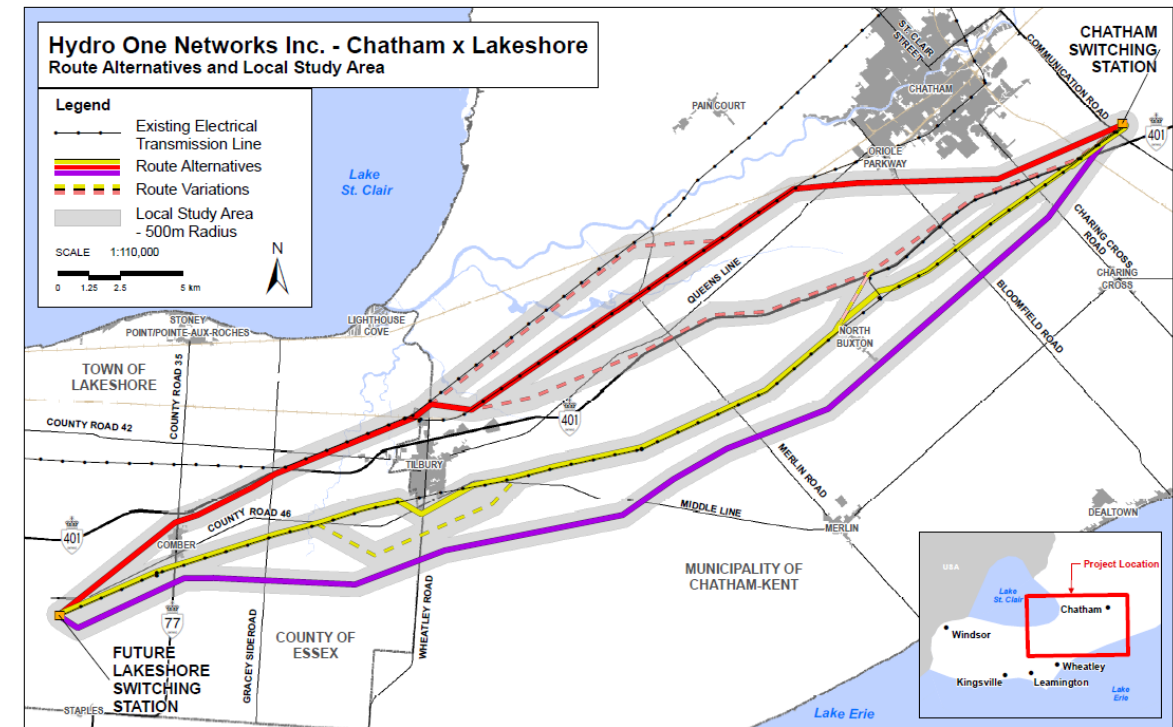 Hydro One Networks Inc. - Chatham x Lakeshore
Route Alternatives and Local Study Area
Legend
Existing Electrical
Transmission Line
Route Alternatives
Route Variations
Local Study Area
- 500m Radius
SCALE 1:110,000
N
0 1.25 2.5 5 km
CHATHAM
SWITCHING
STATION
COMMUNICATION ROAD
ST. CLAIR
STREET
CHATHAM
PAIN COURT
401
ORIOLE
PARKWAY
Lake
St. Clair
CHARING CROSS
ROAD
CHARING
CROSS
QUEENS LINE
BLOOMFIELD ROAD
LIGHTHOUSE
COVE
STONEY
POINT/POINTE-AUX-ROCHES
NORTH
BUXTON
TOWN OF
LAKESHORE
COUNTY ROAD 35
COUNTY ROAD 42
401
TILBURY
MERLIN ROAD
COUNTY ROAD 46
MIDDLE LINE
DEALTOWN
401
COMBER
MERLIN
WHEATLEY ROAD
MUNICIPALITY OF
CHATHAM-KENT
77
COUNTY OF
ESSEX
GRACEY SIDEROAD
FUTURE
LAKESHORE
SWITCHING
STATION
STAPLES
Lake Erie
USA
Project Location
Lake
St. Clair
Chatham
Windsor
Wheatley
Kingsville
Leamington
Lake
Erie